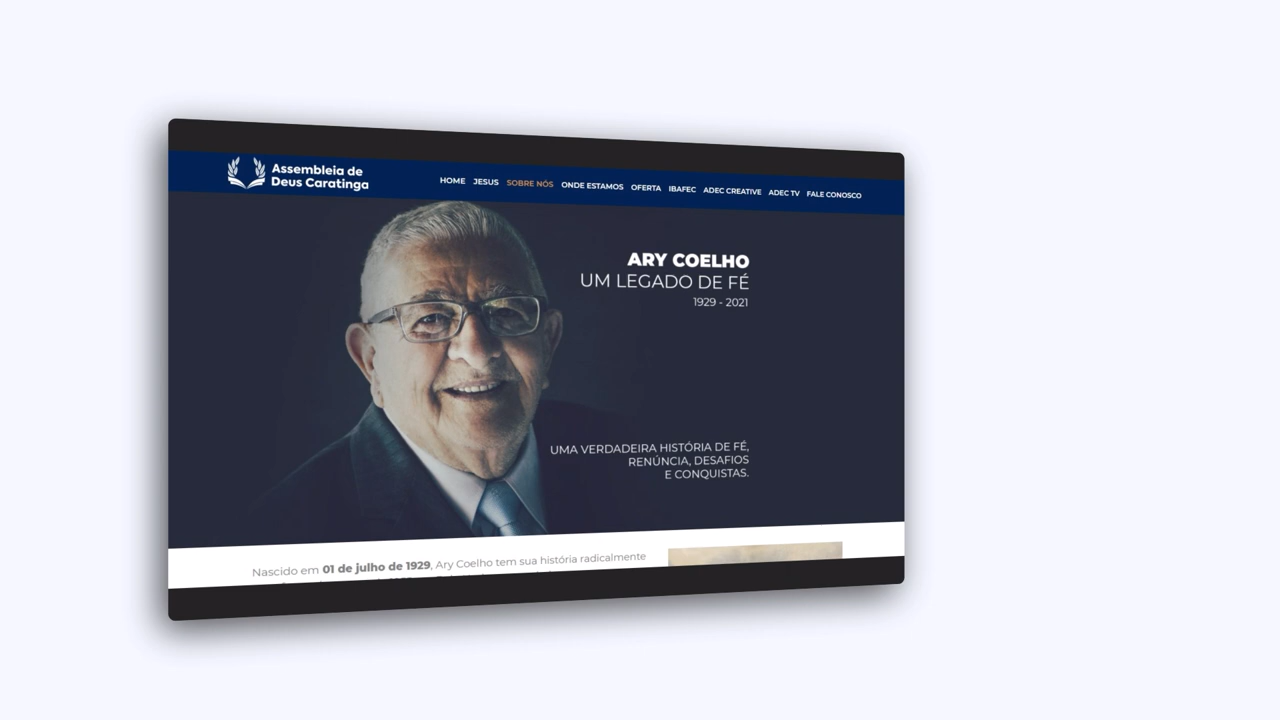 Assembleia de
Deus Caratinga
HOME JESUS SOBRE NÓS ONDE ESTAMOS OFERTA IBAFEC ADEC CREATIVE ADEC TV FALE CONOSCO
ARY COELHO
UM LEGADO DE FÉ
1929 - 2021
UMA VERDADEIRA HISTÓRIA DE FÉ,
RENÚNCIA, DESAFIOS
E CONQUISTAS.
Nascido em 01 de julho de 1929, Ary Coelho tem sua história radicalmente